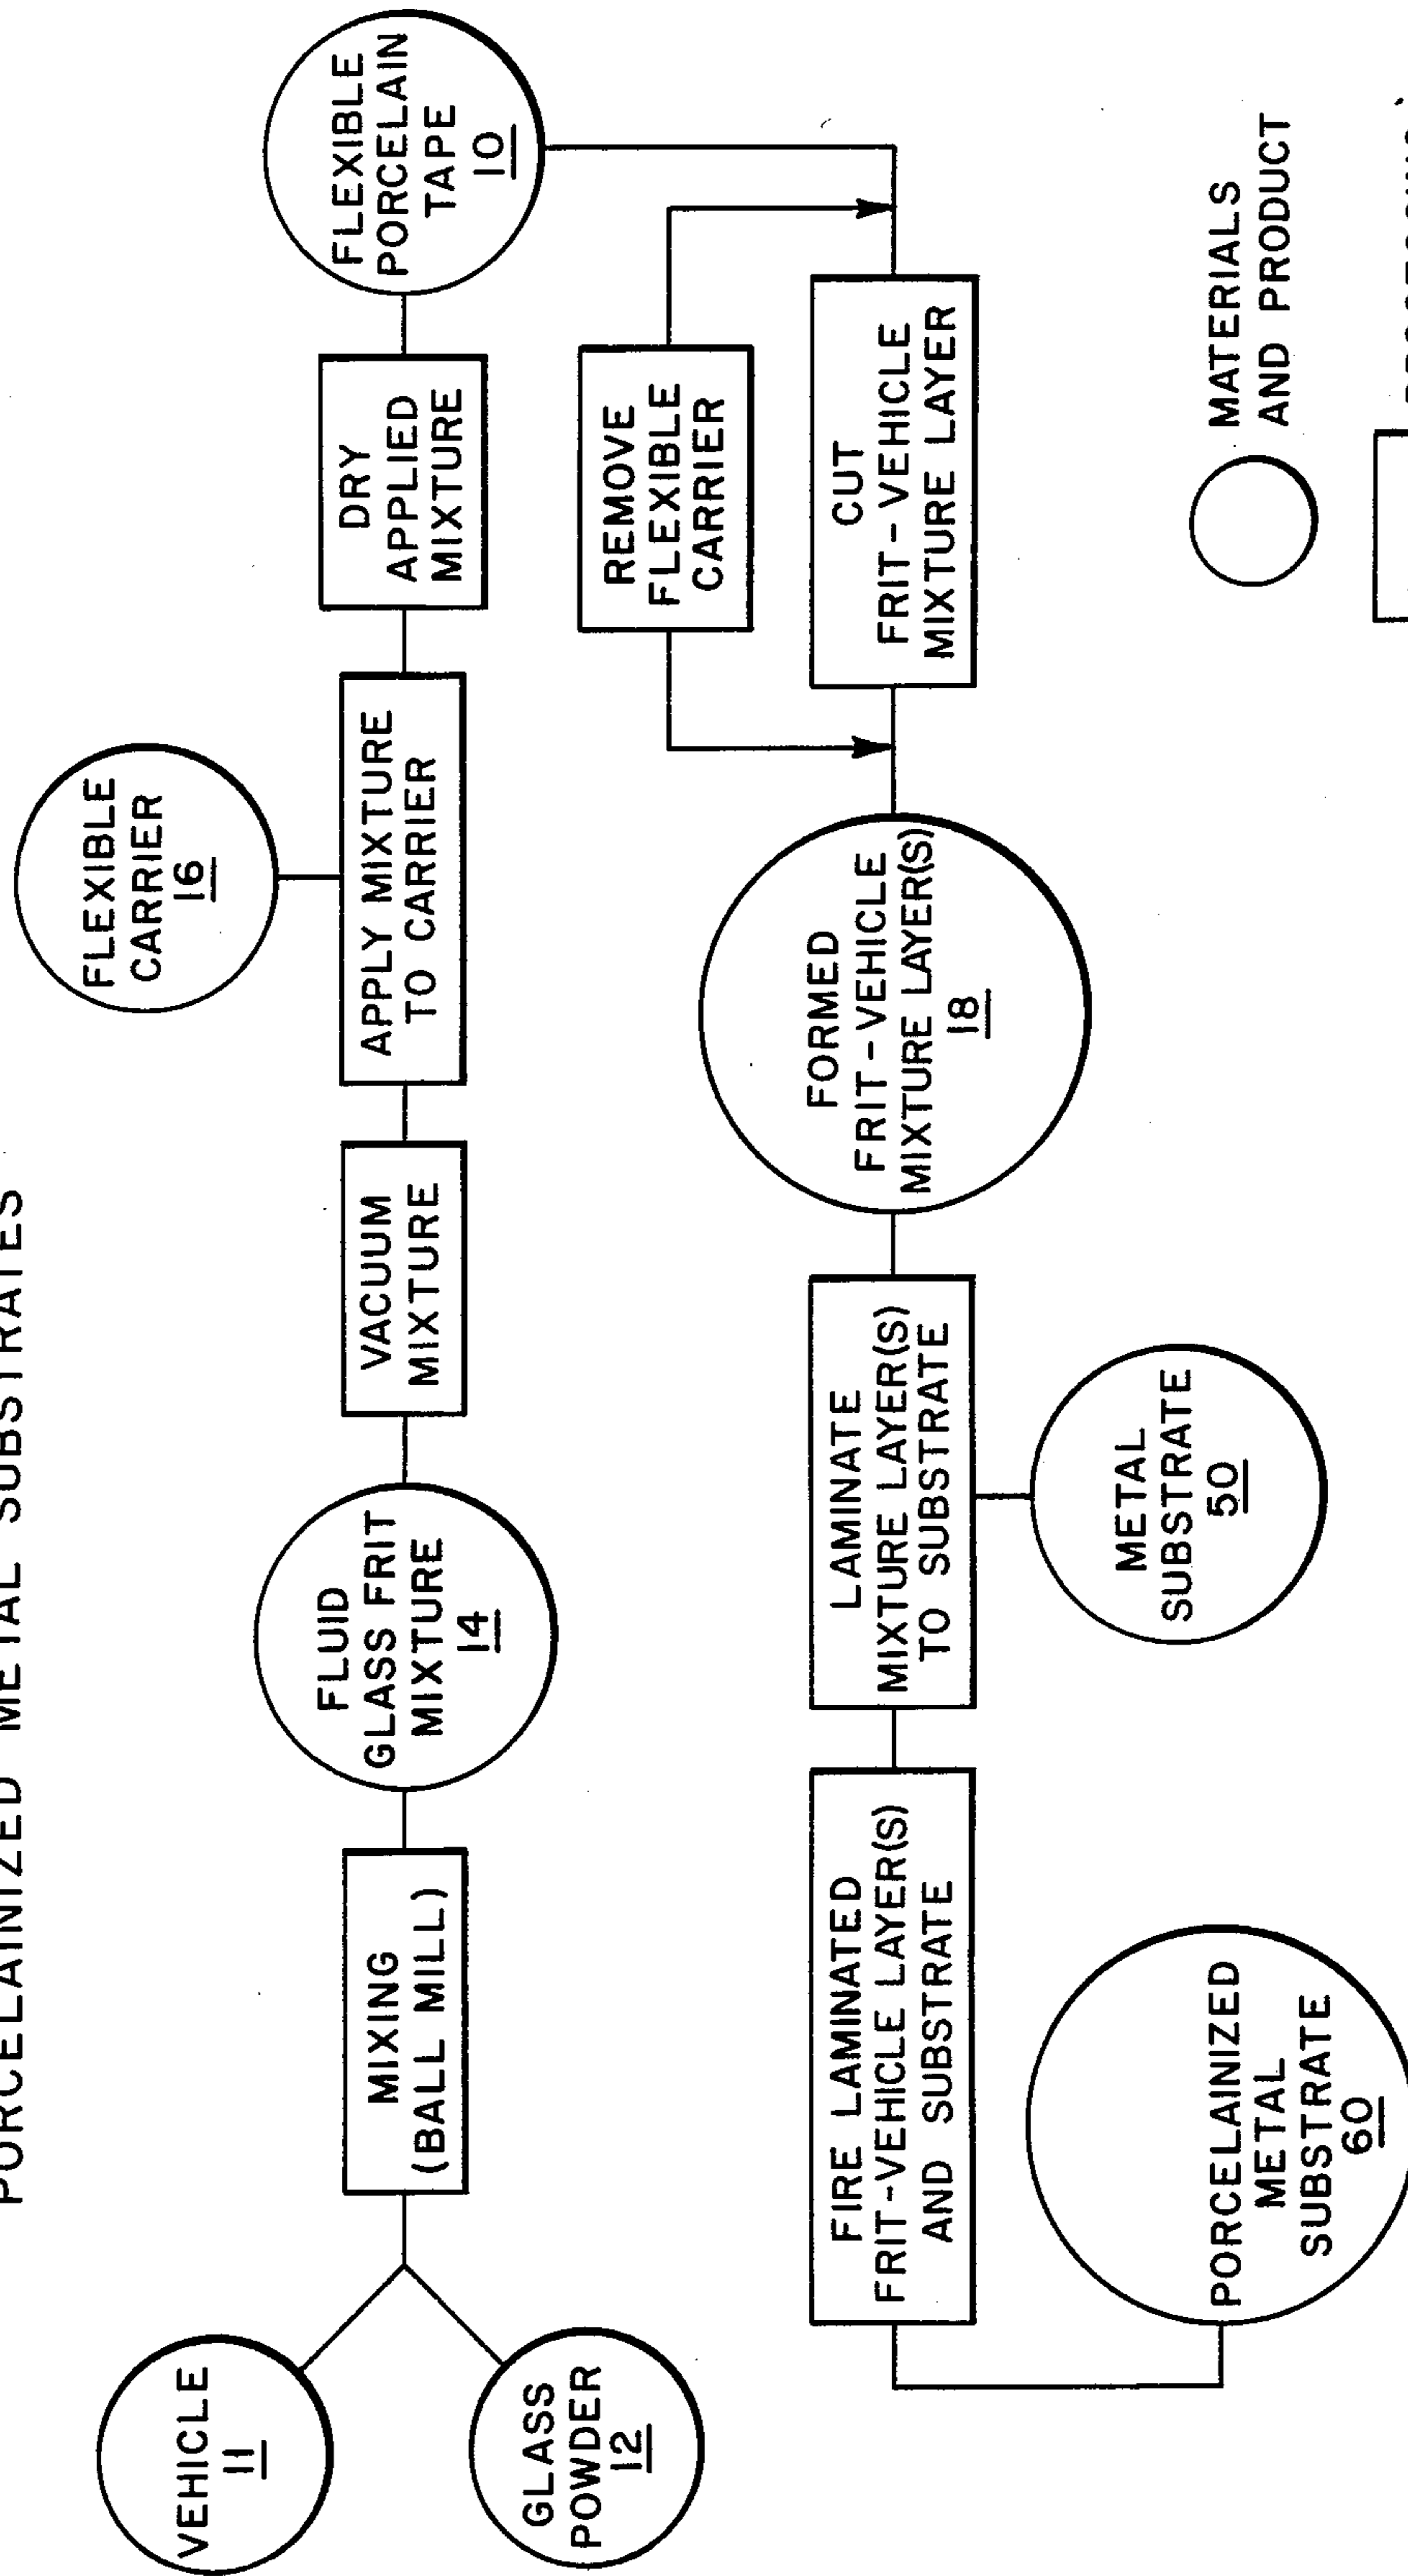 PORCELAINIZED METAL SUBSTRATES
VEHICLE
11
GLASS
POWDER
12
MIXING
(BALL MILL)
FLUID
GLASS FRIT
MIXTURE
14
VACUUM
MIXTURE
FLEXIBLE
CARRIER
16
APPLY MIXTURE
TO CARRIER
DRY
APPLIED
MIXTURE
FLEXIBLE
PORCELAIN
TAPE
10
REMOVE
FLEXIBLE
CARRIER
CUT
FRIT-VEHICLE
MIXTURE LAYER
FORMED
FRIT-VEHICLE
MIXTURE LAYER(S)
18
LAMINATE
MIXTURE LAYER(S)
TO SUBSTRATE
METAL
SUBSTRATE
50
FIRE LAMINATED
FRIT-VEHICLE LAYER(S)
AND SUBSTRATE
PORCELAINIZED
METAL
SUBSTRATE
60
MATERIALS
AND PRODUCT